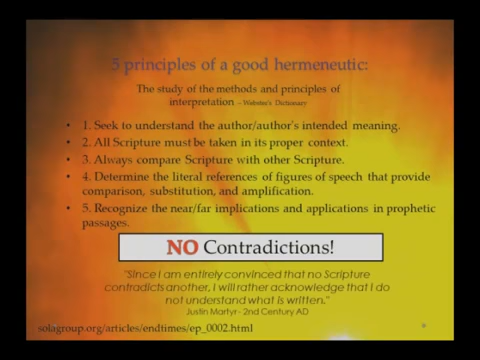 5 principles of a good hermeneutic:
The study of the methods and principles of
interpretation – Webster's Dictionary
• 1. Seek to understand the author/author's intended meaning.
• 2. All Scripture must be taken in its proper context.
• 3. Always compare Scripture with other Scripture.
• 4. Determine the literal references of figures of speech that provide
comparison, substitution, and amplification.
• 5. Recognize the near/far implications and applications in prophetic
passages.
NO Contradictions!
"Since I am entirely convinced that no Scripture
contradicts another, I will rather acknowledge that I do
not understand what is written."
Justin Martyr - 2nd Century AD
solagroup.org/articles/endtimes/ep_0002.html